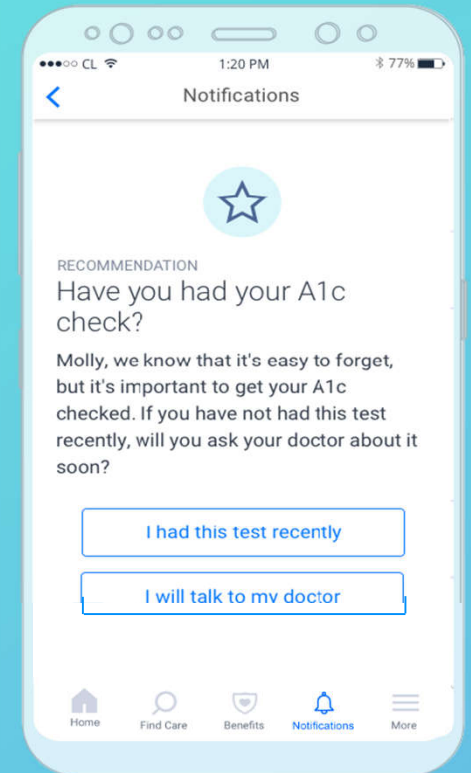 CL 1:20 PM 77%
Notifications
RECOMMENDATION
Have you had your A1c
check?
Molly, we know that it's easy to forget,
but it's important to get your A1c
checked. If you have not had this test
recently, will you ask your doctor about it
soon?
I had this test recently
I will talk to my doctor
Home Find Care Benefits Notifications More